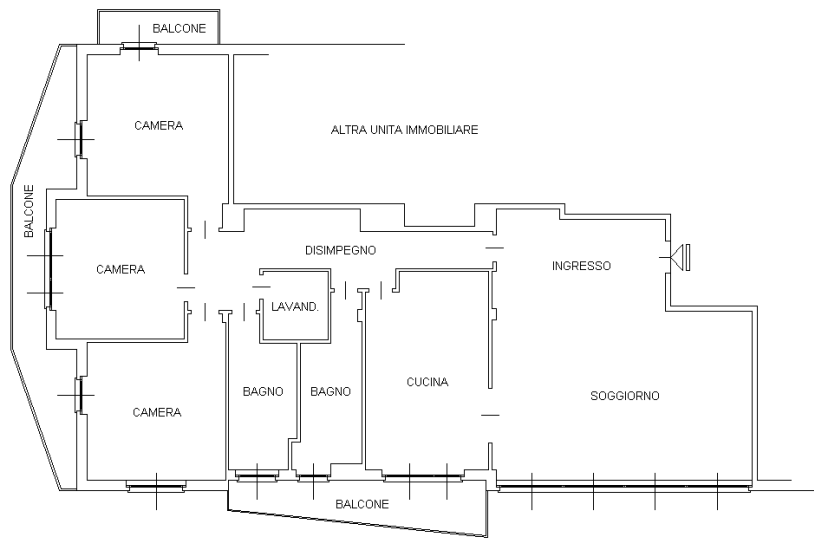 BALCONE
CAMERA
ALTRA UNITA IMMOBILIARE
BALCONE
DISIMPEGNO
CAMERA
INGRESSO
LAVAND.
CUCINA
BAGNO
BAGNO
SOGGIORNO
CAMERA
BALCONE